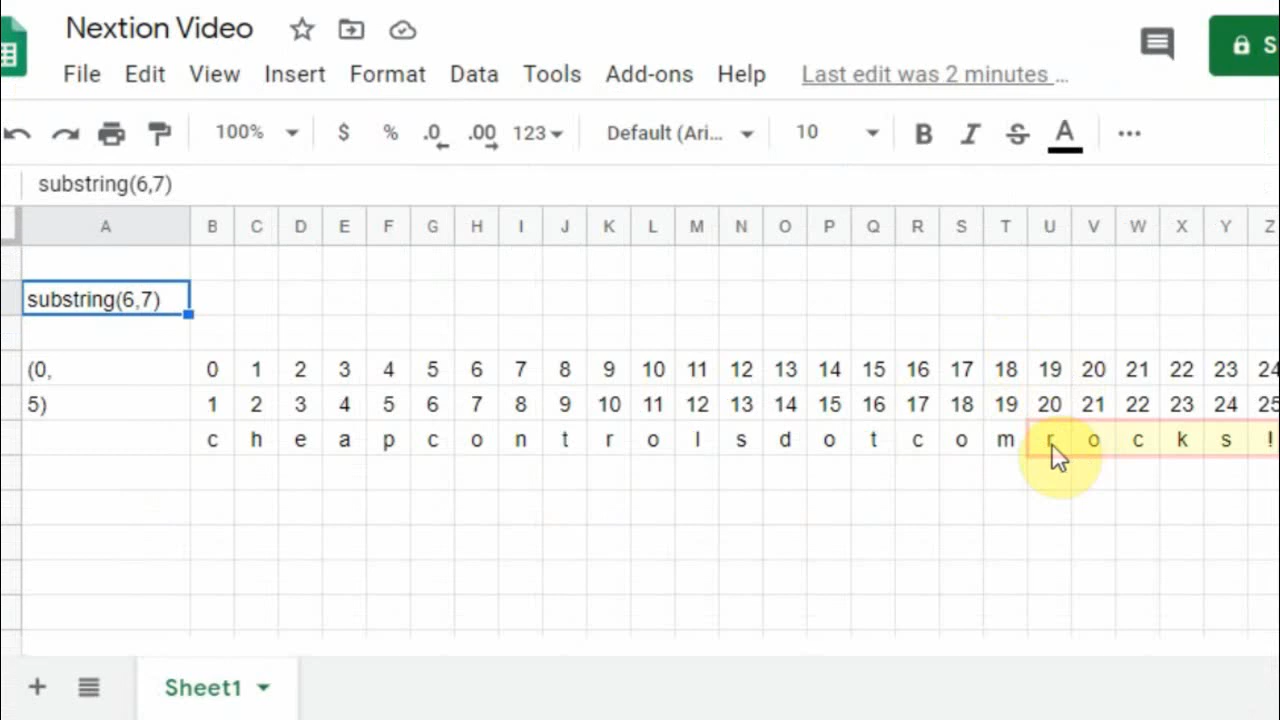 Nextion Video
File Edit View Insert Format Data Tools Add-ons Help Last edit was 2 minutes ...
100% $ % .0 .00 123 Default (Ari... 10 B I S A
substring(6,7)
A B C D E F G H I J K L M N O P Q R S T U V W X Y Z
substring(6,7)
(0, 0 1 2 3 4 5 6 7 8 9 10 11 12 13 14 15 16 17 18 19 20 21 22 23 24
5) 1 2 3 4 5 6 7 8 9 10 11 12 13 14 15 16 17 18 19 20 21 22 23 24 25
c h e a p c o n t r o l s d o t c o m r o c k s !
Sheet1